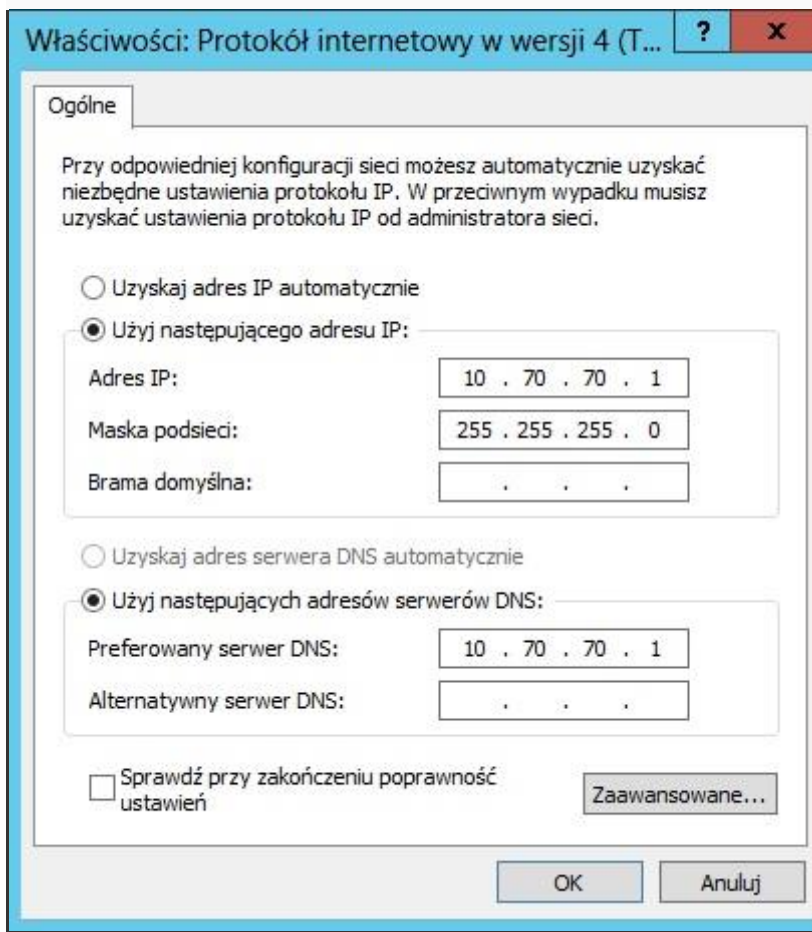 Właściwości: Protokół internetowy w wersji 4 (T...
?
x
Ogólne
Przy odpowiedniej konfiguracji sieci możesz automatycznie uzyskać
niezbędne ustawienia protokołu IP. W przeciwnym wypadku musisz
uzyskać ustawienia protokołu IP od administratora sieci.
Uzyskaj adres IP automatycznie
Użyj następującego adresu IP:
Adres IP: 10 . 70 . 70 . 1
Maska podsieci: 255 . 255 . 255 . 0
Brama domyślna: . . .
Uzyskaj adres serwera DNS automatycznie
Użyj następujących adresów serwerów DNS:
Preferowany serwer DNS: 10 . 70 . 70 . 1
Alternatywny serwer DNS: . . .
Sprawdź przy zakończeniu poprawność
ustawień
Zaawansowane...
OK Anuluj